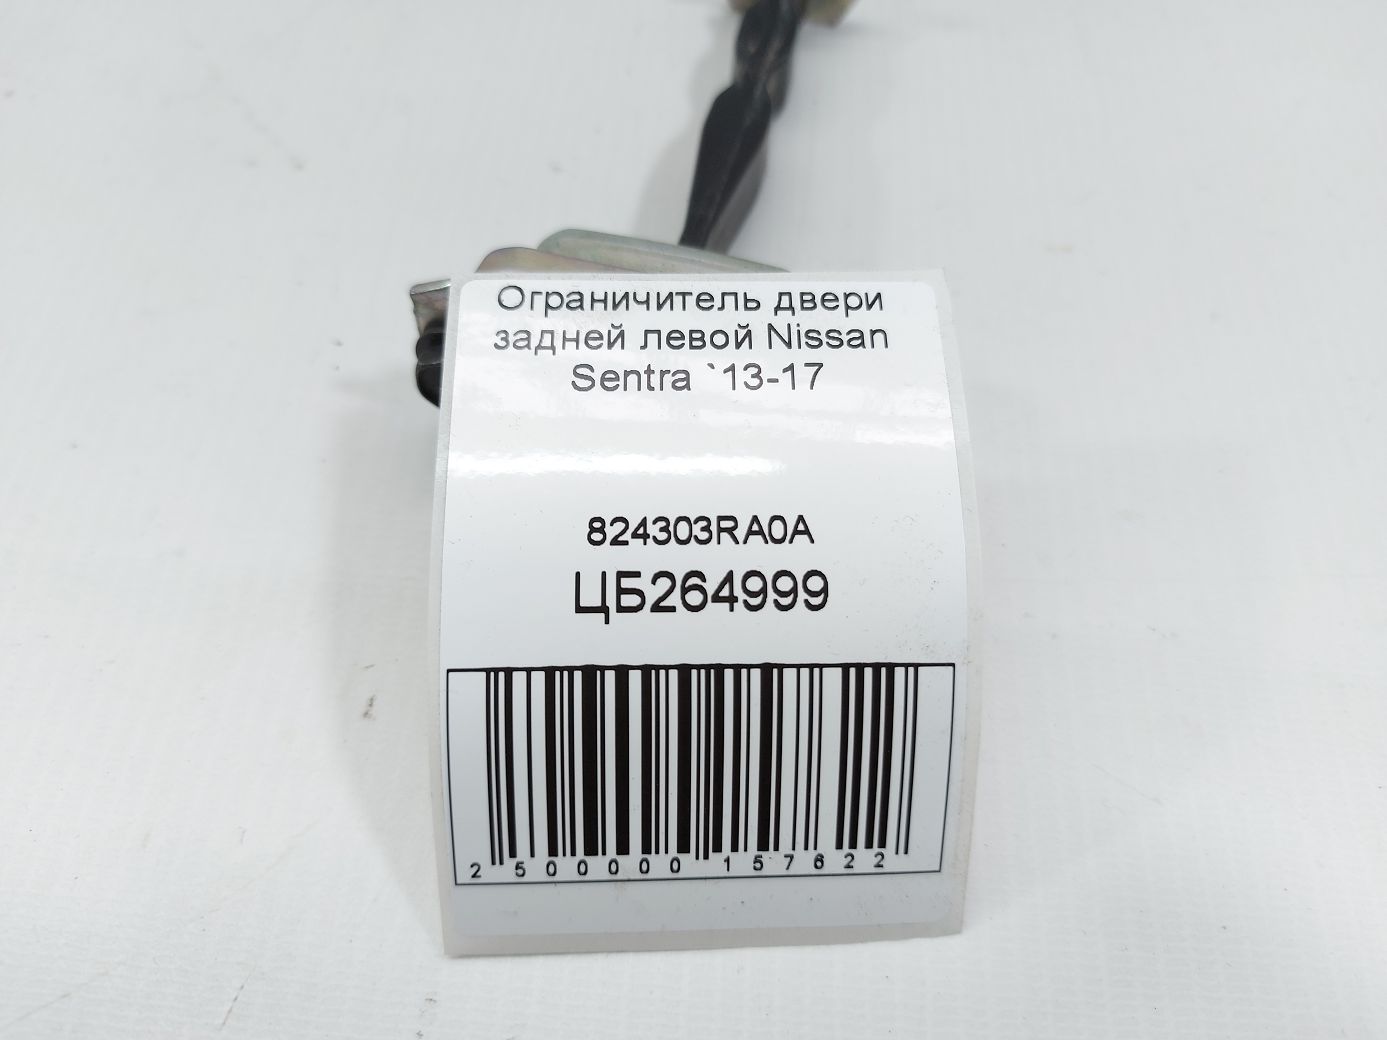 Ограничитель двери
задней левой Nissan
Sentra `13-17
824303RA0A
ЦБ264999
2 500000 157622